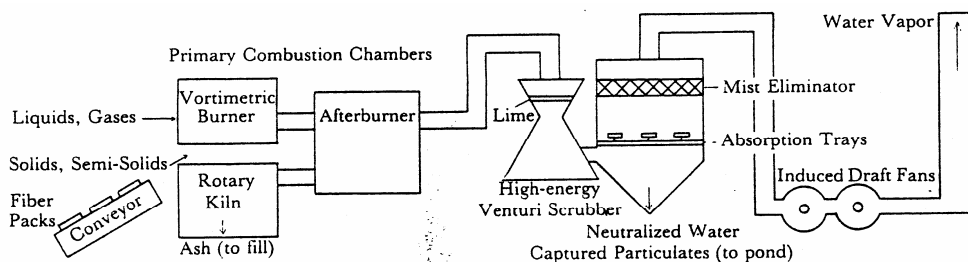 Water Vapor
Primary Combustion Chambers
Vortimetric
Burner
Afterburner
Lime
Mist Eliminator
Liquids, Gases
Absorption Trays
Solids, Semi-Solids
Rotary
Kiln
High-energy
Venturi Scrubber
Induced Draft Fans
Fiber
Packs
Conveyor
Ash (to fill)
Neutralized Water
Captured Particulates (to pond)